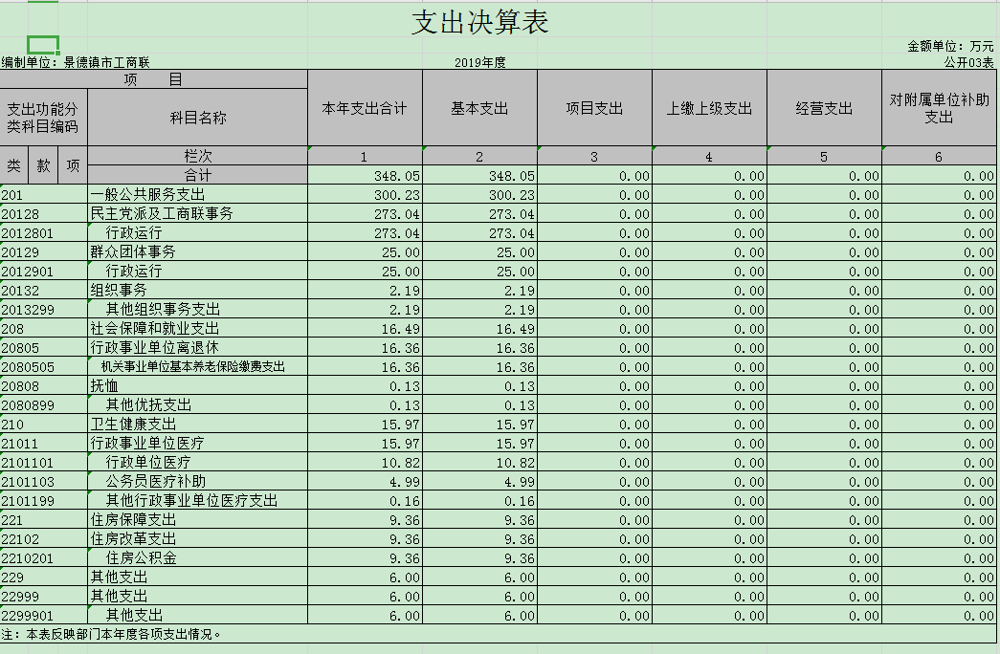 支出决算表
金额单位：万元
编制单位：景德镇市工商联 2019年度 公开03表
项 目 本年支出合计 基本支出 项目支出 上缴上级支出 经营支出 对附属单位补助支出
支出功能分类科目编码 科目名称
类 款 项 栏次 1 2 3 4 5 6
合计 348.05 348.05 0.00 0.00 0.00 0.00
201 一般公共服务支出 300.23 300.23 0.00 0.00 0.00 0.00
20128 民主党派及工商联事务 273.04 273.04 0.00 0.00 0.00 0.00
2012801 行政运行 273.04 273.04 0.00 0.00 0.00 0.00
20129 群众团体事务 25.00 25.00 0.00 0.00 0.00 0.00
2012901 行政运行 25.00 25.00 0.00 0.00 0.00 0.00
20132 组织事务 2.19 2.19 0.00 0.00 0.00 0.00
2013299 其他组织事务支出 2.19 2.19 0.00 0.00 0.00 0.00
208 社会保障和就业支出 16.49 16.49 0.00 0.00 0.00 0.00
20805 行政事业单位离退休 16.36 16.36 0.00 0.00 0.00 0.00
2080505 机关事业单位基本养老保险缴费支出 16.36 16.36 0.00 0.00 0.00 0.00
20808 抚恤 0.13 0.13 0.00 0.00 0.00 0.00
2080899 其他优抚支出 0.13 0.13 0.00 0.00 0.00 0.00
210 卫生健康支出 15.97 15.97 0.00 0.00 0.00 0.00
21011 行政事业单位医疗 15.97 15.97 0.00 0.00 0.00 0.00
2101101 行政单位医疗 10.82 10.82 0.00 0.00 0.00 0.00
2101103 公务员医疗补助 4.99 4.99 0.00 0.00 0.00 0.00
2101199 其他行政事业单位医疗支出 0.16 0.16 0.00 0.00 0.00 0.00
221 住房保障支出 9.36 9.36 0.00 0.00 0.00 0.00
22102 住房改革支出 9.36 9.36 0.00 0.00 0.00 0.00
2210201 住房公积金 9.36 9.36 0.00 0.00 0.00 0.00
229 其他支出 6.00 6.00 0.00 0.00 0.00 0.00
22999 其他支出 6.00 6.00 0.00 0.00 0.00 0.00
2299901 其他支出 6.00 6.00 0.00 0.00 0.00 0.00
注：本表反映部门本年度各项支出情况。